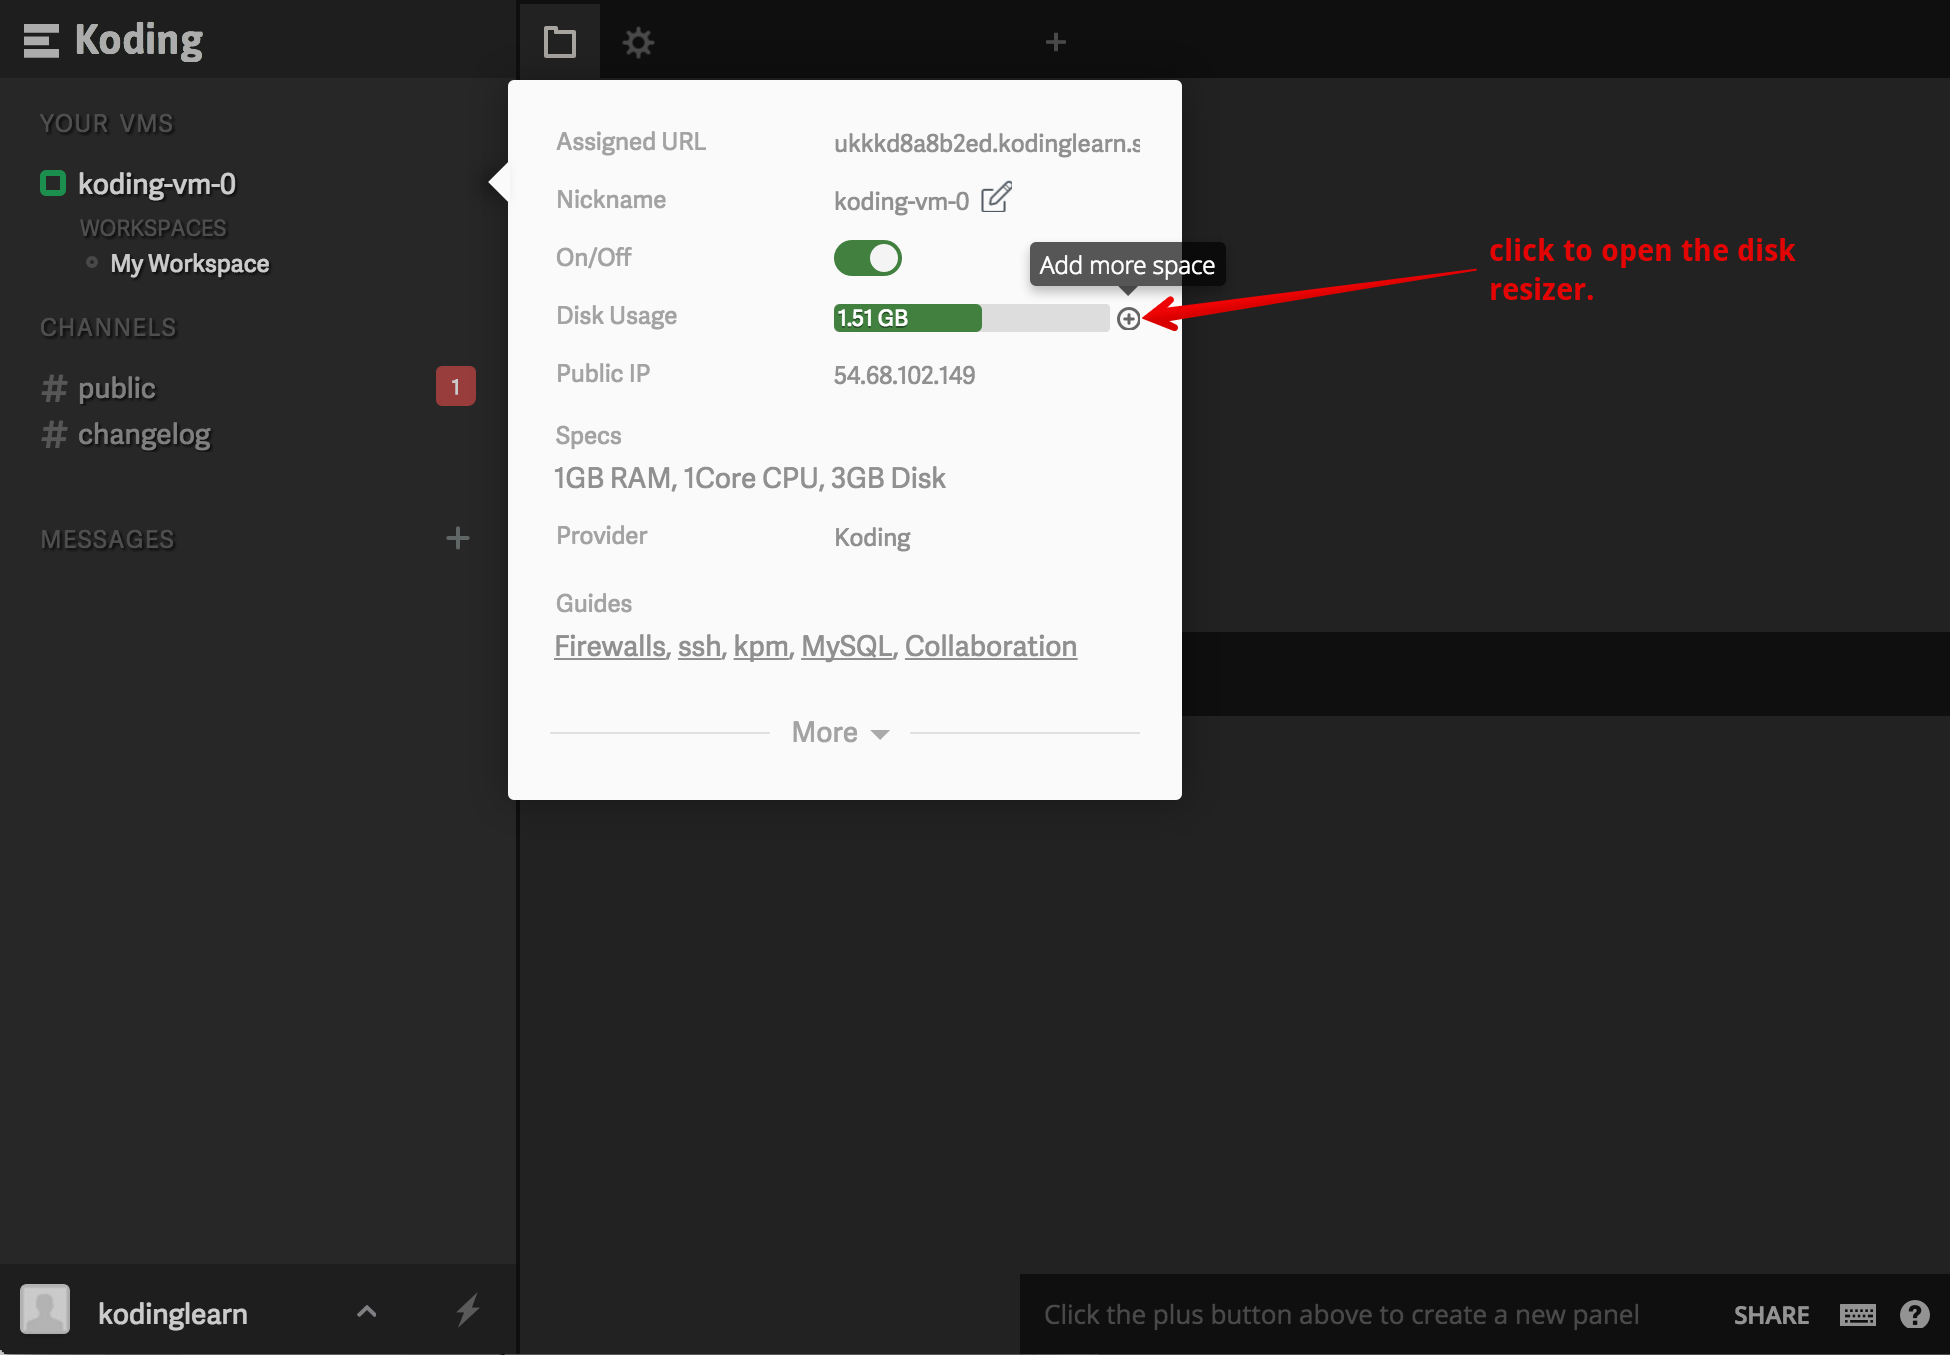 Koding
YOUR VMS
koding-vm-0
WORKSPACES
My Workspace
CHANNELS
# public 1
# changelog
MESSAGES +
kodinglearn
+
Assigned URL ukkkd8a8b2ed.kodinglearn.s
Nickname koding-vm-0
On/Off
Add more space
Disk Usage 1.51 GB
Public IP 54.68.102.149
Specs
1GB RAM, 1Core CPU, 3GB Disk
Provider Koding
Guides
Firewalls, ssh, kpm, MySQL, Collaboration
More
click to open the disk
resizer.
Click the plus button above to create a new panel SHARE ?